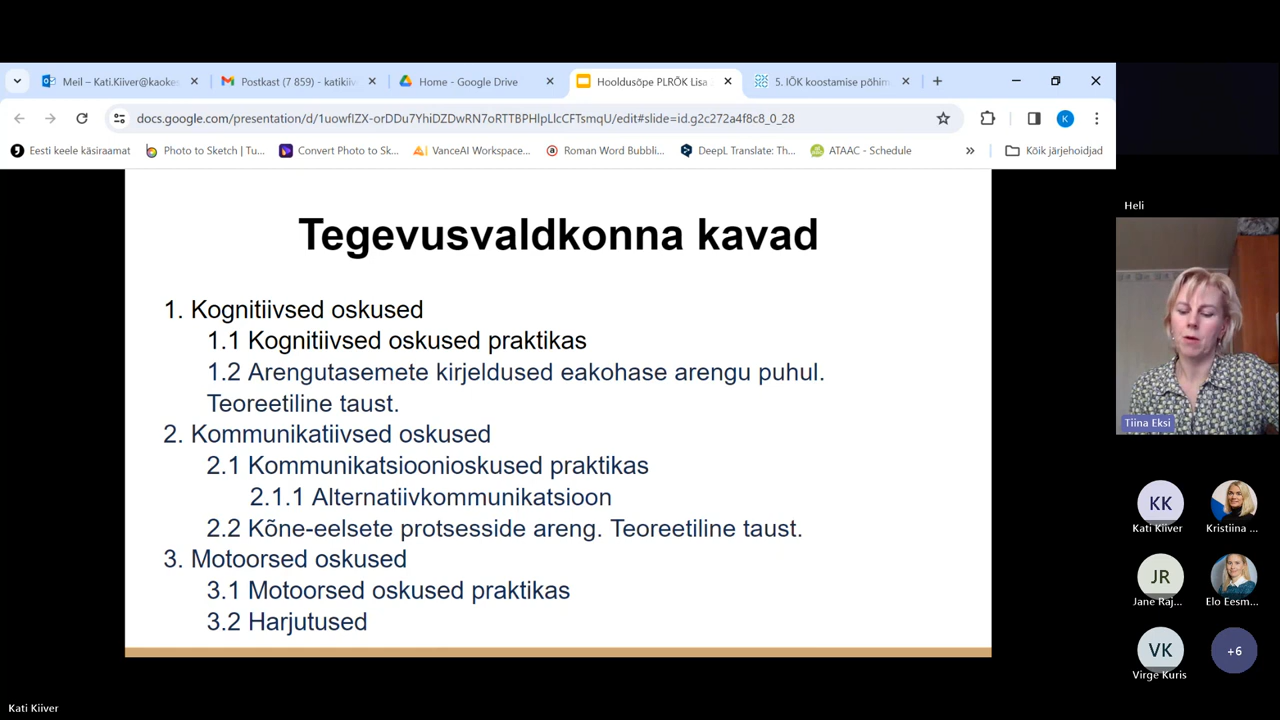 Meil – Kati.Kiiver@kaokes
Postkast (7 859) - katikiiv
Home - Google Drive
Hooldusõpe PLRÕK Lisa
5. IÕK koostamise põhim
docs.google.com/presentation/d/1uowfIZX-orDDu7YhiDZDwRN7oRTTBPHlpLlcCFTsmqU/edit#slide=id.g2c272a4f8c8_0_28
K
Eesti keele käsiraamat
Photo to Sketch | Tu...
Convert Photo to Sk...
VanceAI Workspace...
Roman Word Bubbli...
DeepL Translate: Th...
ATAAC - Schedule
Kõik järjehoidjad
Tegevusvaldkonna kavad
1. Kognitiivsed oskused
1.1 Kognitiivsed oskused praktikas
1.2 Arengutasemete kirjeldused eakohase arengu puhul.
Teoreetiline taust.
2. Kommunikatiivsed oskused
2.1 Kommunikatsioonioskused praktikas
2.1.1 Alternatiivkommunikatsioon
2.2 Kõne-eelsete protsesside areng. Teoreetiline taust.
3. Motoorsed oskused
3.1 Motoorsed oskused praktikas
3.2 Harjutused
Heli
Tiina Eksi
KK
Kati Kiiver
Kristiina ...
JR
Jane Raj...
Elo Eesm...
VK
Virge Kuris
+6
Kati Kiiver